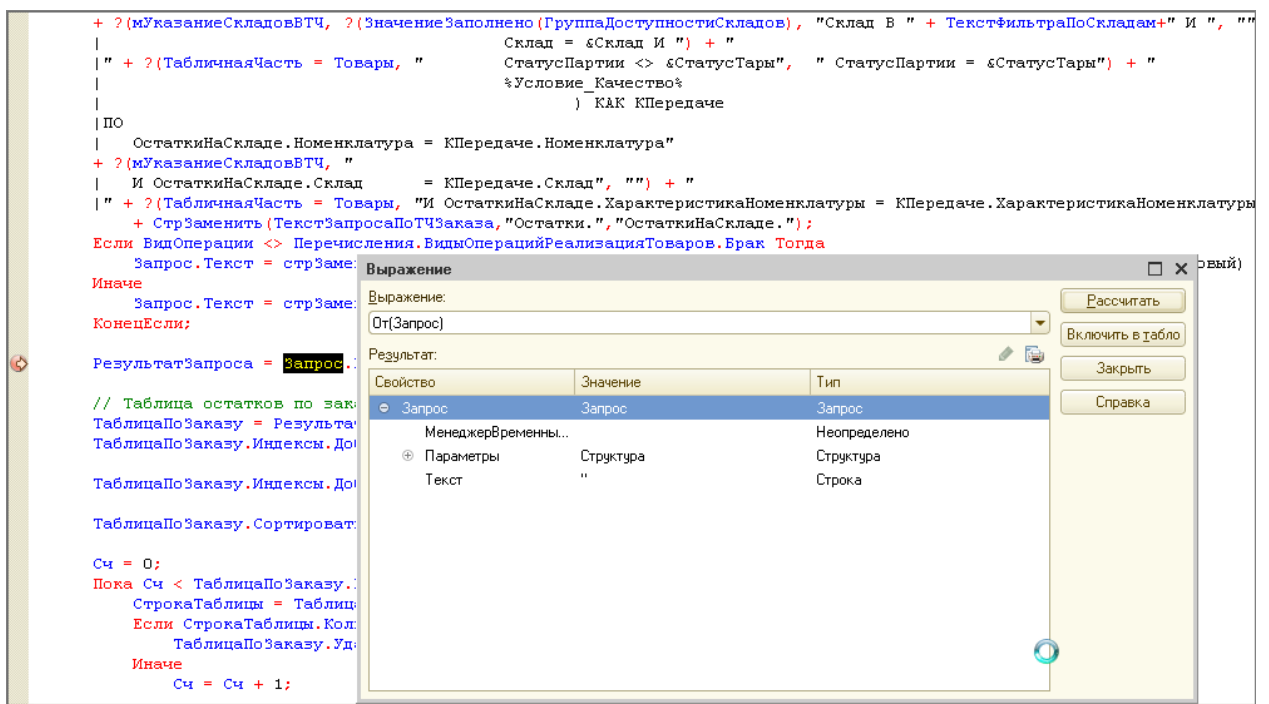 + ?(мУказаниеСкладовВТЧ, ?(ЗначениеЗаполнено(ГруппаДоступностиСкладов), "Склад В " + ТекстФильтраПоСкладам+" И ", ""
| Склад = &Склад И ") + "
|" + ?(ТабличнаяЧасть = Товары, " СтатусПартии <> &СтатусТары", " СтатусПартии = &СтатусТары") + "
| %Условие_Качество%
| ) КАК КПередаче
|ПО
| ОстаткиНаСкладе.Номенклатура = КПередаче.Номенклатура"
+ ?(мУказаниеСкладовВТЧ, "
| И ОстаткиНаСкладе.Склад = КПередаче.Склад", "") + "
|" + ?(ТабличнаяЧасть = Товары, "И ОстаткиНаСкладе.ХарактеристикаНоменклатуры = КПередаче.ХарактеристикаНоменклатуры
+ СтрЗаменить(ТекстЗапросаПоТЧЗаказа,"Остатки.","ОстаткиНаСкладе.");
Если ВидОперации <> Перечисления.ВидыОперацийРеализацияТоваров.Брак Тогда
Запрос.Текст = стрЗаме
овый)
Иначе
Запрос.Текст = стрЗаме
КонецЕсли;
РезультатЗапроса = Запрос.
// Таблица остатков по зак
ТаблицаПоЗаказу = Результа
ТаблицаПоЗаказу.Индексы.До
ТаблицаПоЗаказу.Индексы.До
ТаблицаПоЗаказу.Сортироват
Сч = 0;
Пока Сч < ТаблицаПоЗаказу.
СтрокаТаблицы = Таблиц
Если СтрокаТаблицы.Кол
ТаблицаПоЗаказу.Уд
Иначе
Сч = Сч + 1;
Выражение
Выражение:
От(Запрос)
Рассчитать
Включить в табло
Закрыть
Справка
Результат:
Свойство Значение Тип
Запрос Запрос Запрос
МенеджерВременны... Неопределено
Параметры Структура Структура
Текст " Строка